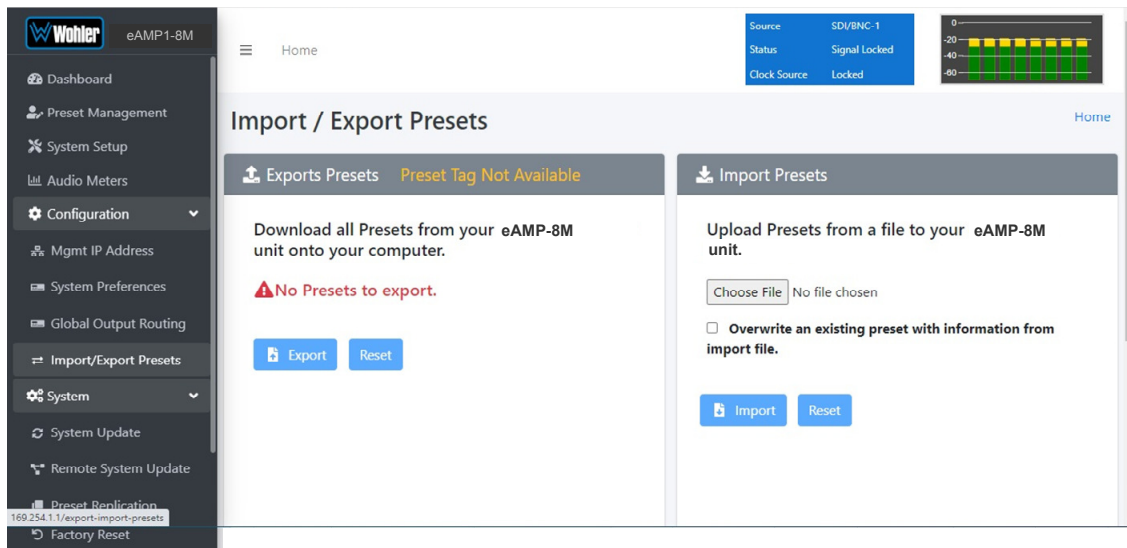 Wohler eAMP1-8M
Dashboard
Preset Management
System Setup
Audio Meters
Configuration
Mgmt IP Address
System Preferences
Global Output Routing
Import/Export Presets
System
System Update
Remote System Update
Preset Replication
169.254.1.1/export-import-presets
Factory Reset
Home
Source SDI/BNC-1
Status Signal Locked
Clock Source Locked
0
-20
-40
-60
Import / Export Presets
Home
Exports Presets Preset Tag Not Available
Download all Presets from your eAMP-8M
unit onto your computer.
No Presets to export.
Export Reset
Import Presets
Upload Presets from a file to your eAMP-8M
unit.
Choose File No file chosen
Overwrite an existing preset with information from
import file.
Import Reset